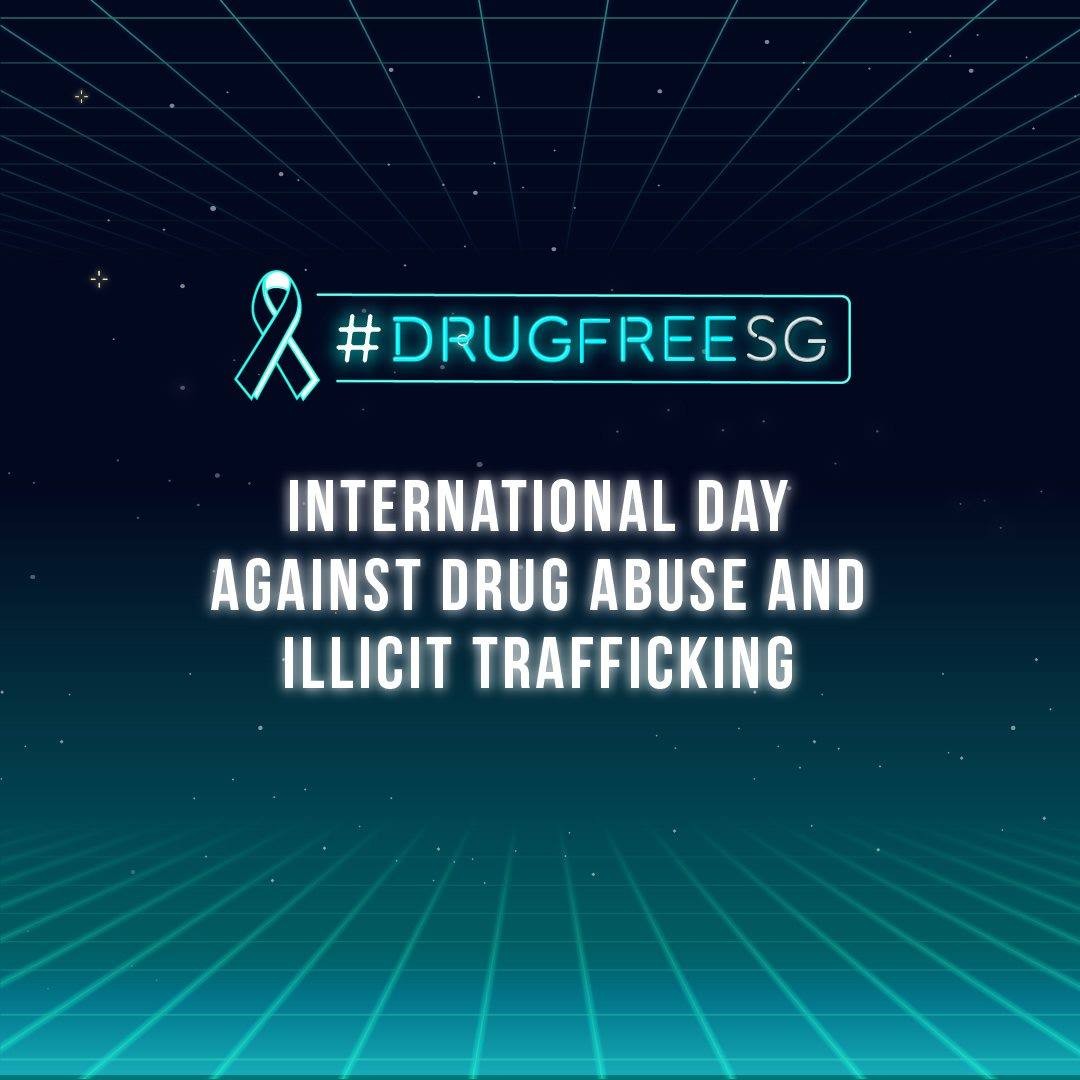 #DRUGFREESG
INTERNATIONAL DAY
AGAINST DRUG ABUSE AND
ILLICIT TRAFFICKING